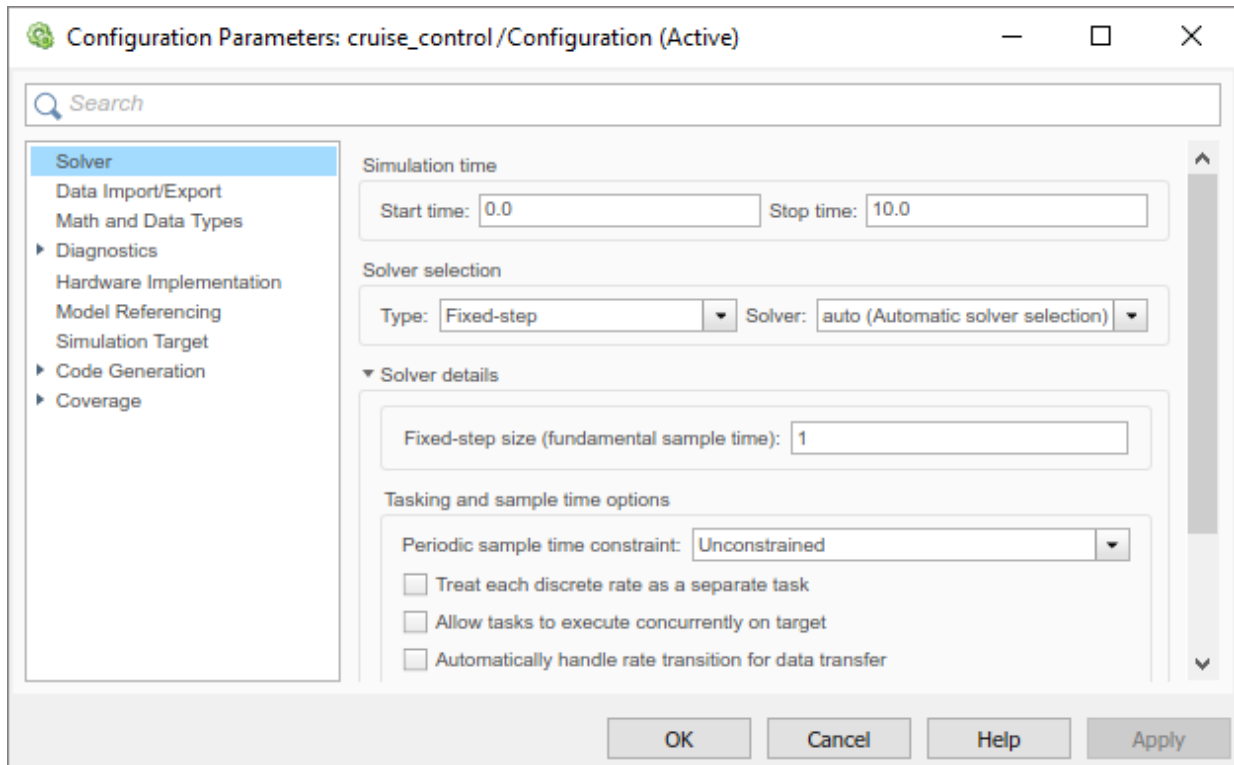 Configuration Parameters: cruise_control/Configuration (Active)
Search
Solver
Data Import/Export
Math and Data Types
Diagnostics
Hardware Implementation
Model Referencing
Simulation Target
Code Generation
Coverage
Simulation time
Start time: 0.0 Stop time: 10.0
Solver selection
Type: Fixed-step Solver: auto (Automatic solver selection)
Solver details
Fixed-step size (fundamental sample time): 1
Tasking and sample time options
Periodic sample time constraint: Unconstrained
Treat each discrete rate as a separate task
Allow tasks to execute concurrently on target
Automatically handle rate transition for data transfer
OK Cancel Help Apply